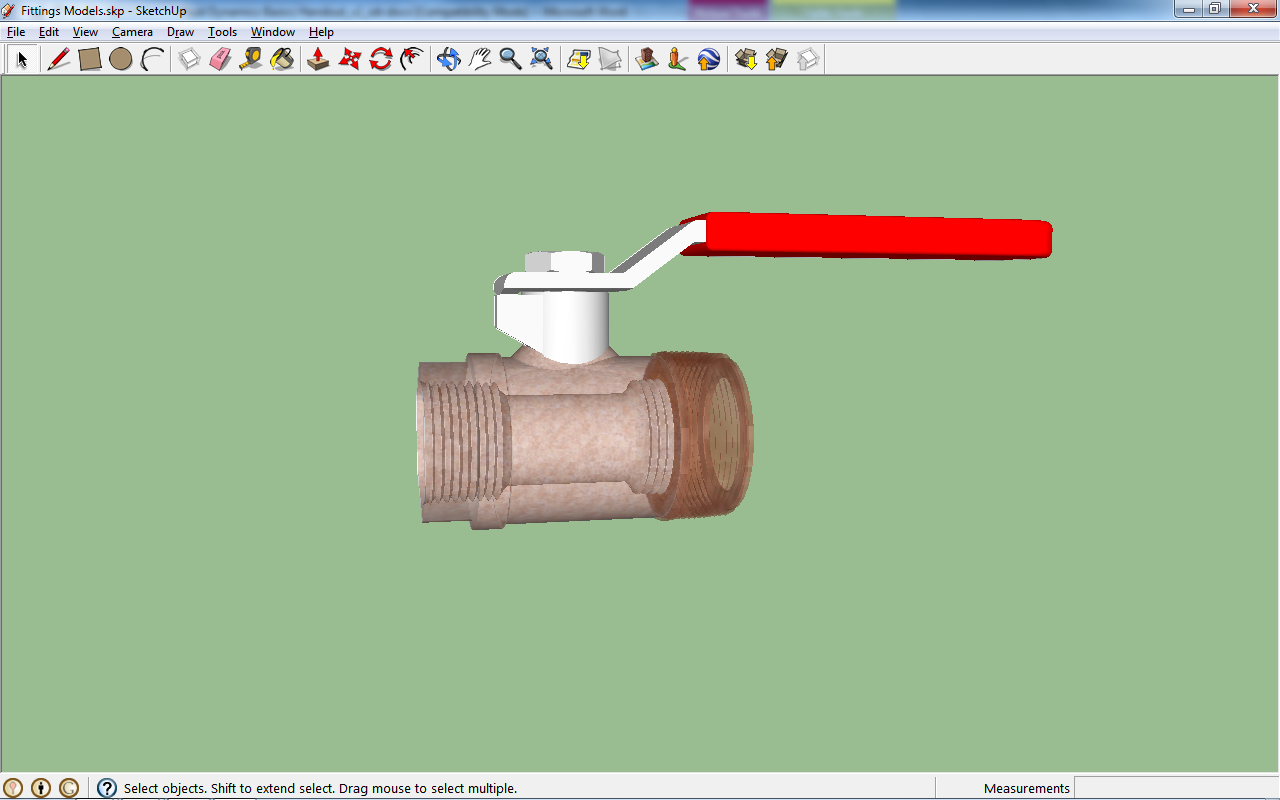 Fittings Models.skp - SketchUp
File Edit View Camera Draw Tools Window Help
Select objects. Shift to extend select. Drag mouse to select multiple.
Measurements